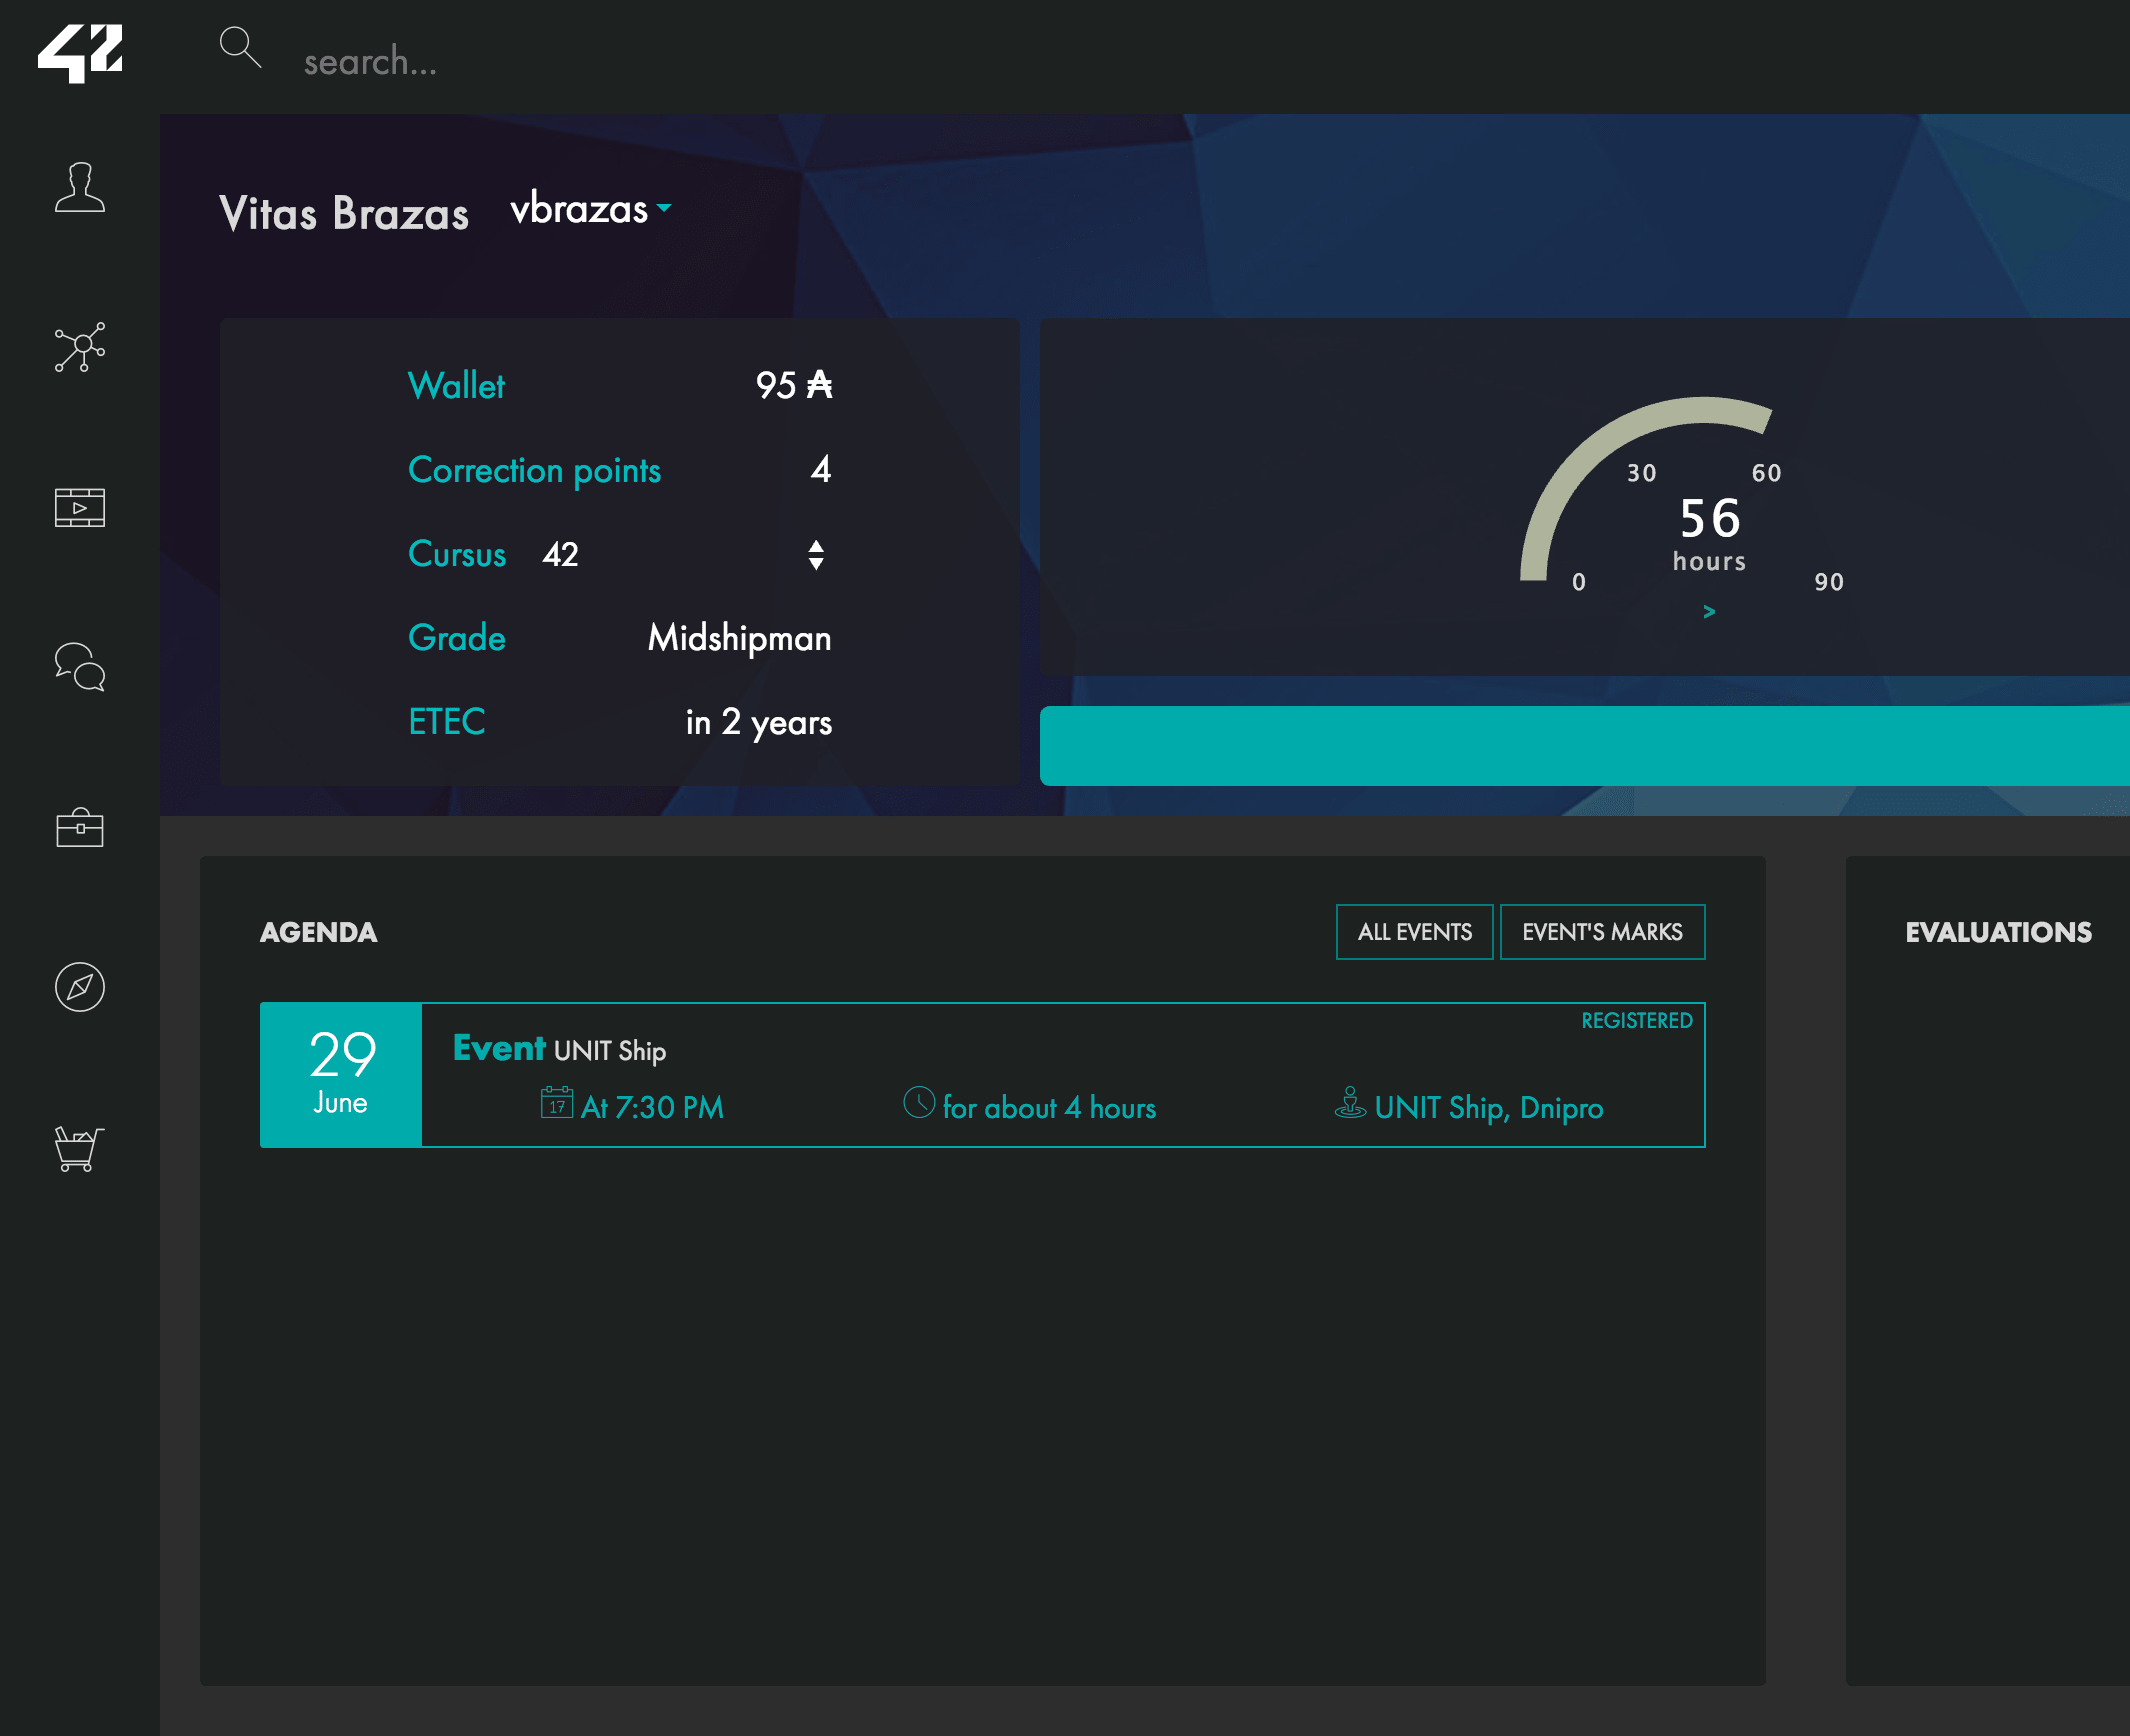 42
search...
Vitas Brazas vbrazas
Wallet 95 ₳
Correction points 4
Cursus 42
Grade Midshipman
ETEC in 2 years
30 60
56
hours
0 90
>
AGENDA ALL EVENTS EVENT'S MARKS
29
June
Event UNIT Ship REGISTERED
17 At 7:30 PM for about 4 hours UNIT Ship, Dnipro
EVALUATIONS